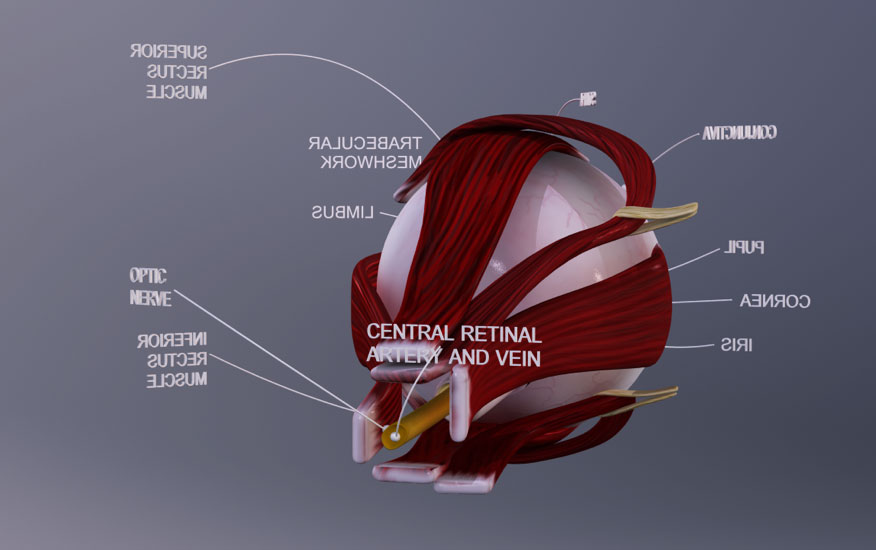 SUPERIOR
RECTUS
MUSCLE
TRABECULAR
MESHWORK
LIMBUS
CONJUNCTIVA
PUPIL
CORNEA
IRIS
OPTIC
NERVE
INFERIOR
RECTUS
MUSCLE
CENTRAL RETINAL
ARTERY AND VEIN